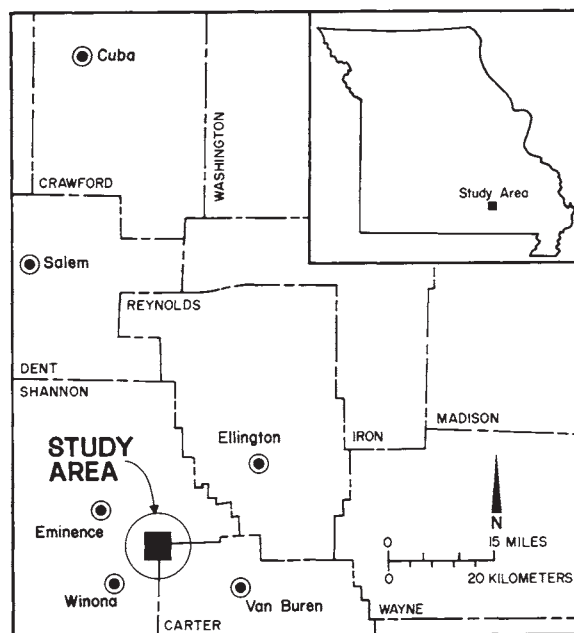 Cuba
WASHINGTON
CRAWFORD
Study Area
Salem
REYNOLDS
DENT
SHANNON
MADISON
IRON
Ellington
STUDY
AREA
Eminence
N
0 15 MILES
0 20 KILOMETERS
Winona
Van Buren
CARTER
WAYNE